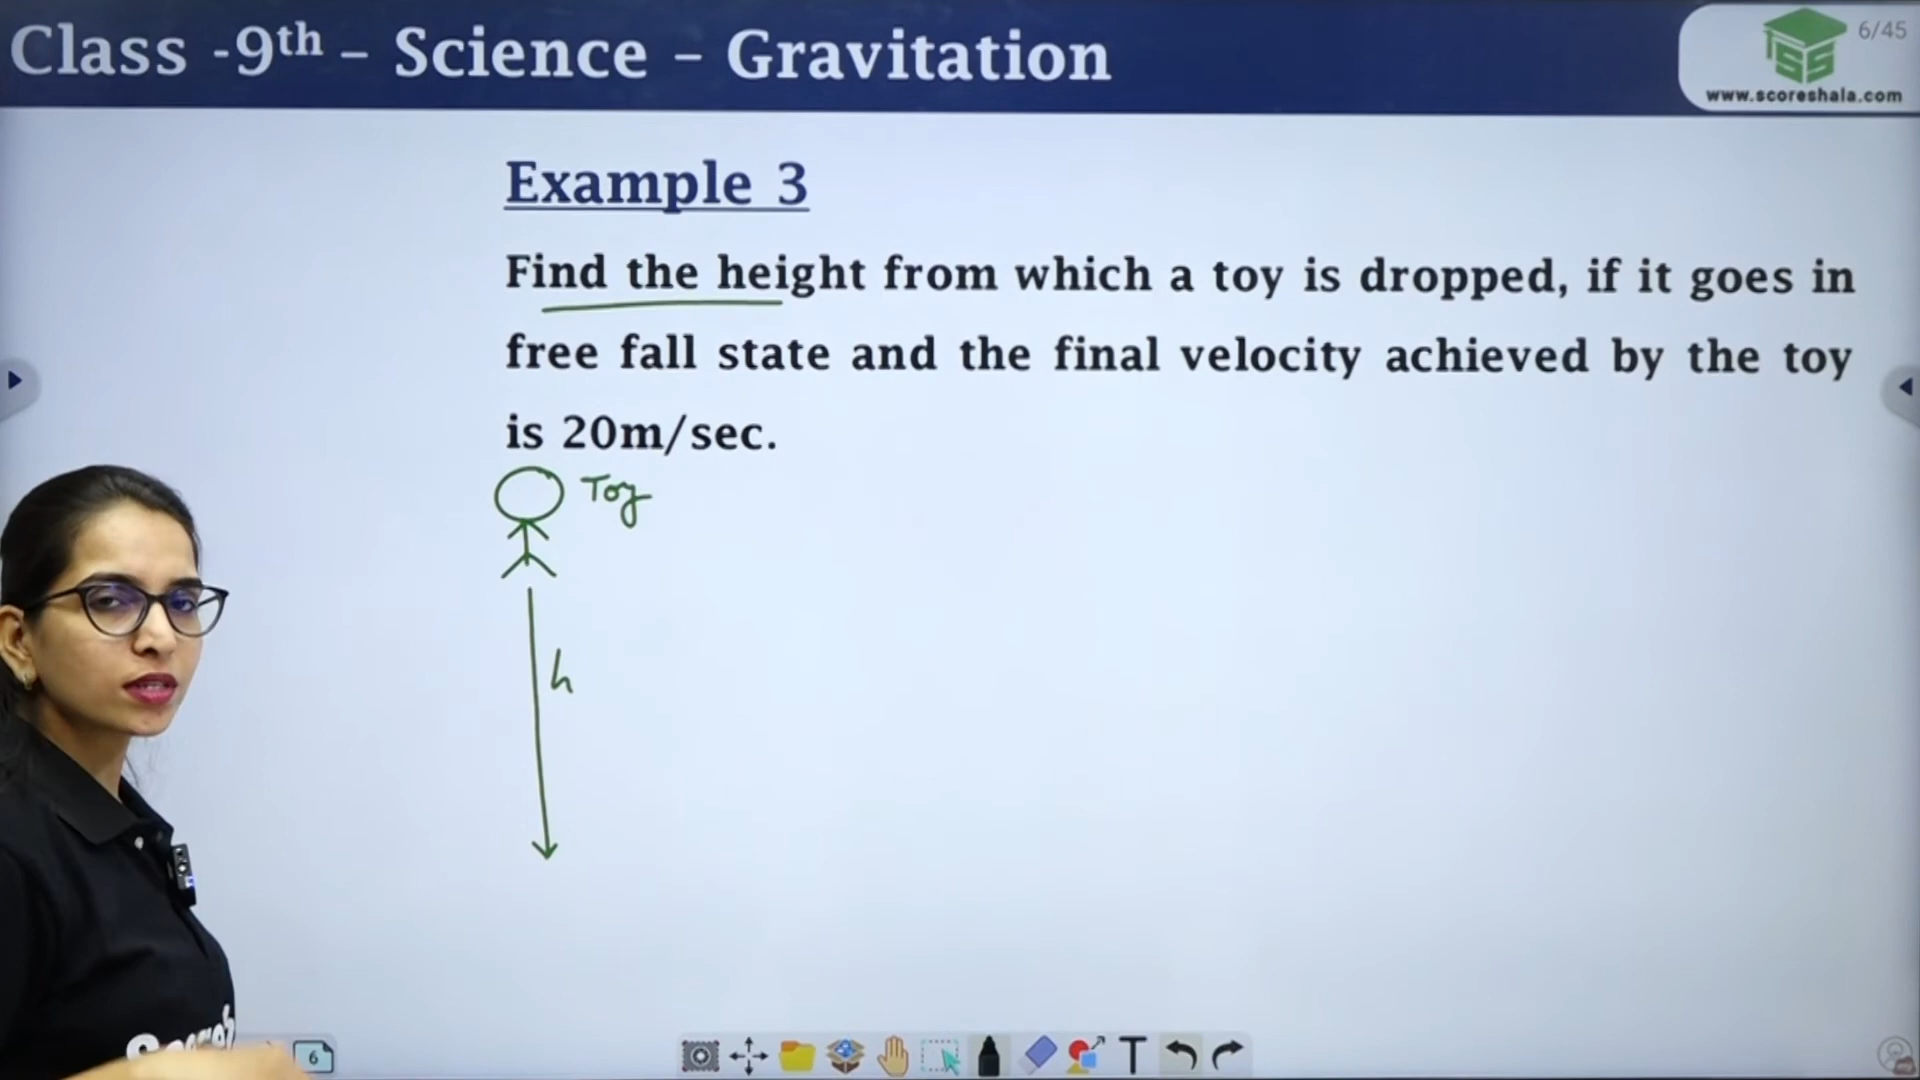 Class -9th – Science – Gravitation
6/45
SS
www.scoreshala.com
Example 3
Find the height from which a toy is dropped, if it goes in
free fall state and the final velocity achieved by the toy
is 20m/sec.
Toy
h
6
T